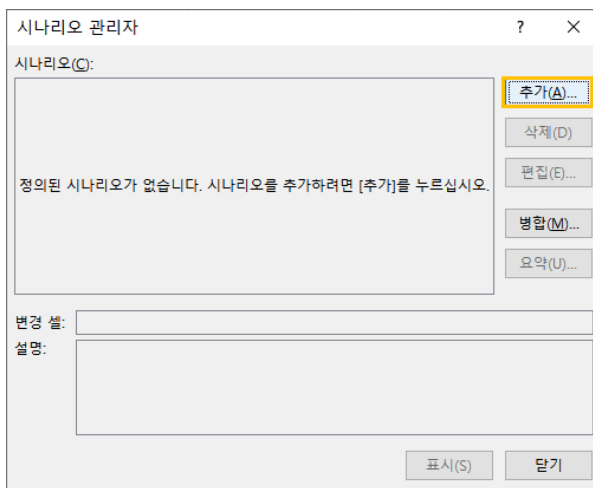 시나리오 관리자 ? ×
시나리오(C):
추가(A)...
삭제(D)
편집(E)...
정의된 시나리오가 없습니다. 시나리오를 추가하려면 [추가]를 누르십시오.
병합(M)...
요약(U)...
변경 셀:
설명:
표시(S) 닫기